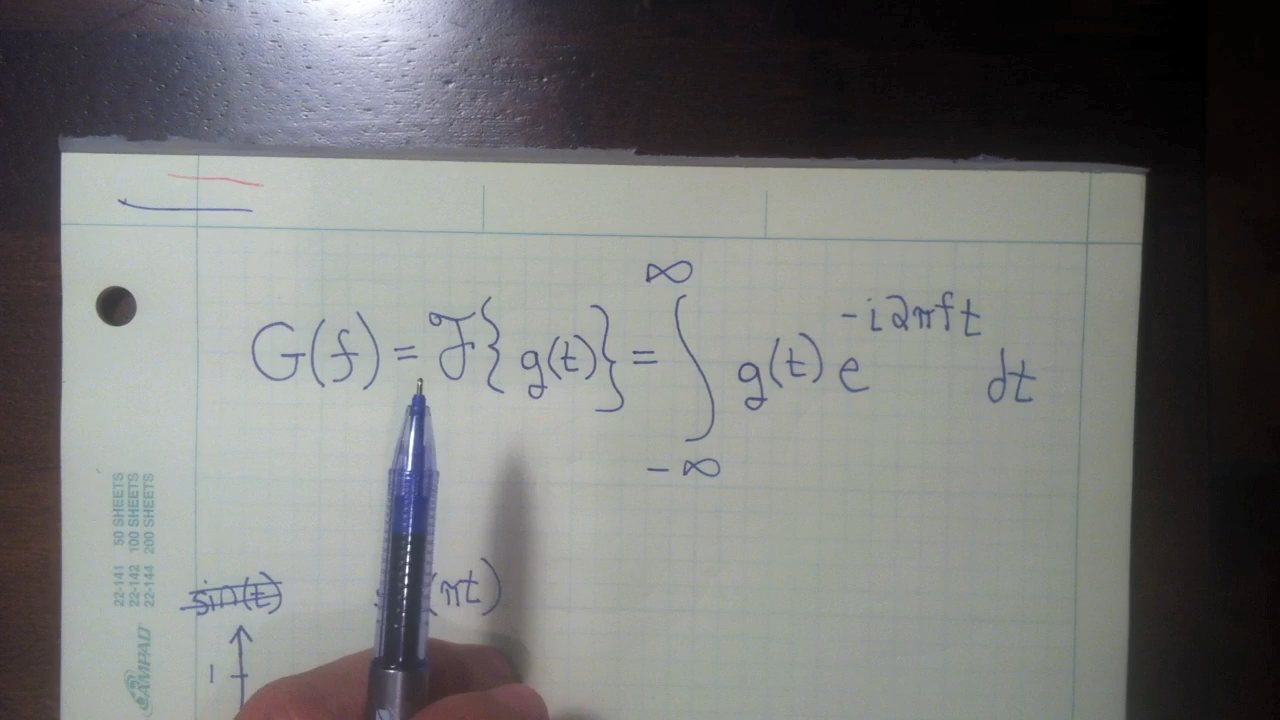 G(f) = ℱ{g(t)} = ∫_{-∞}^{∞} g(t) e^{-i2πft} dt
sin(t)
(πt)
1
22-141 50 SHEETS
22-142 100 SHEETS
22-144 200 SHEETS
AMPAD